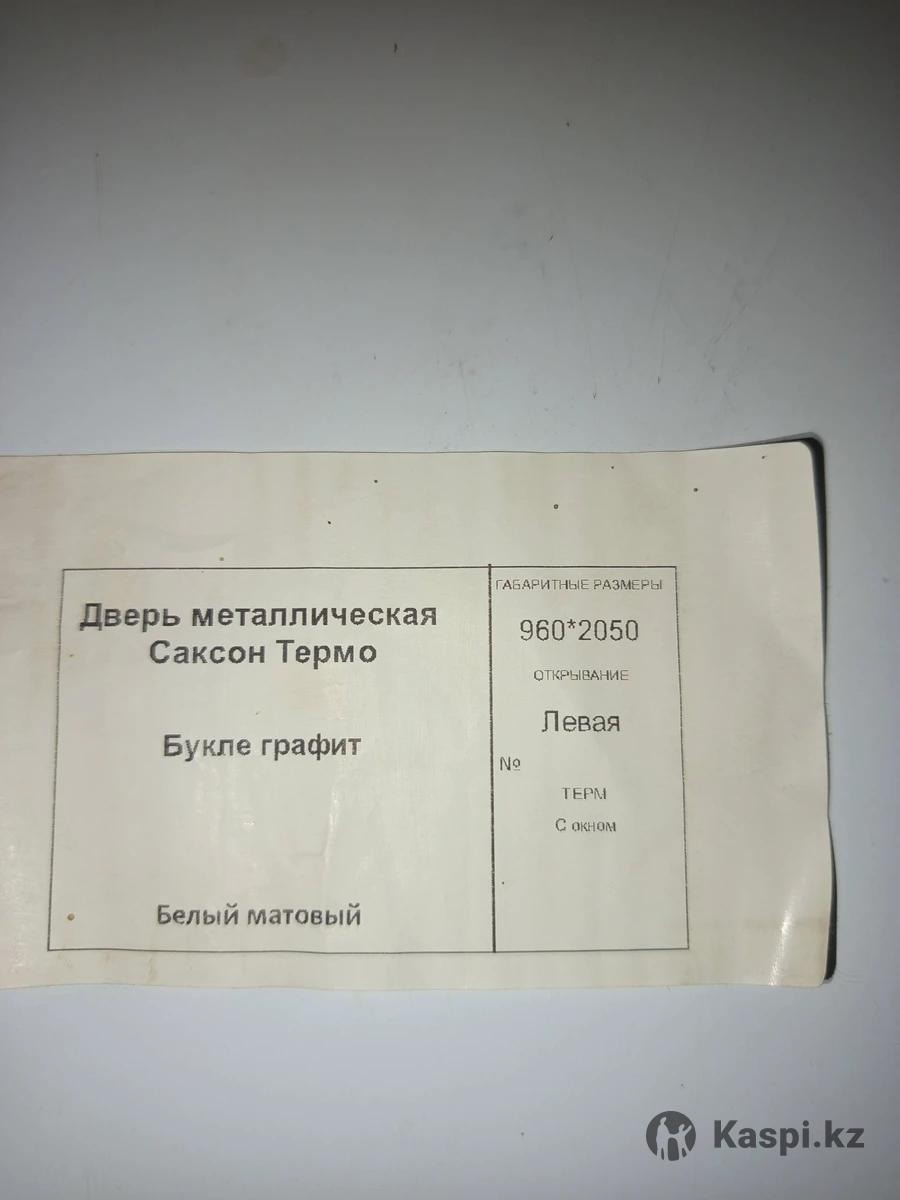 Дверь металлическая
Саксон Термо
Букле графит
Белый матовый
ГАБАРИТНЫЕ РАЗМЕРЫ
960*2050
ОТКРЫВАНИЕ
Левая
№
ТЕРМ
С окном
Kaspi.kz